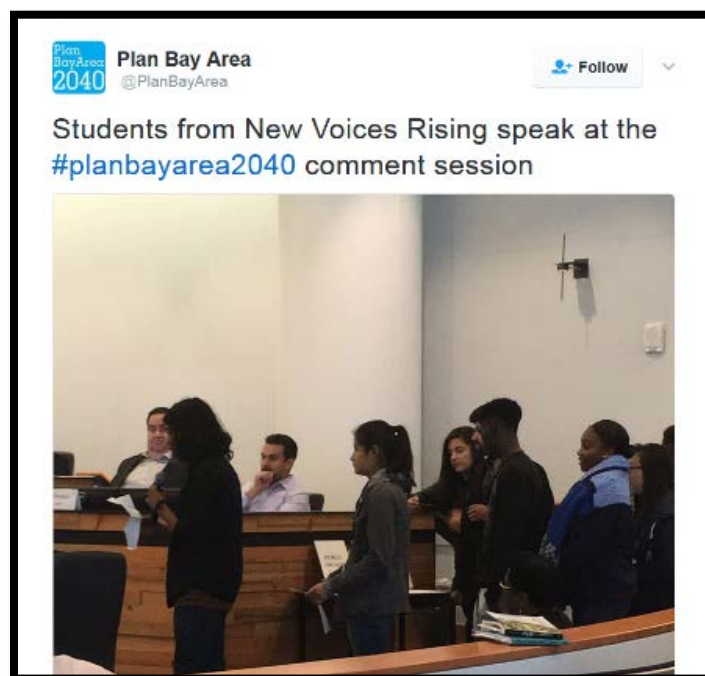 Plan
BayArea
2040
Plan Bay Area
@PlanBayArea
Follow
Students from New Voices Rising speak at the
#planbayarea2040 comment session